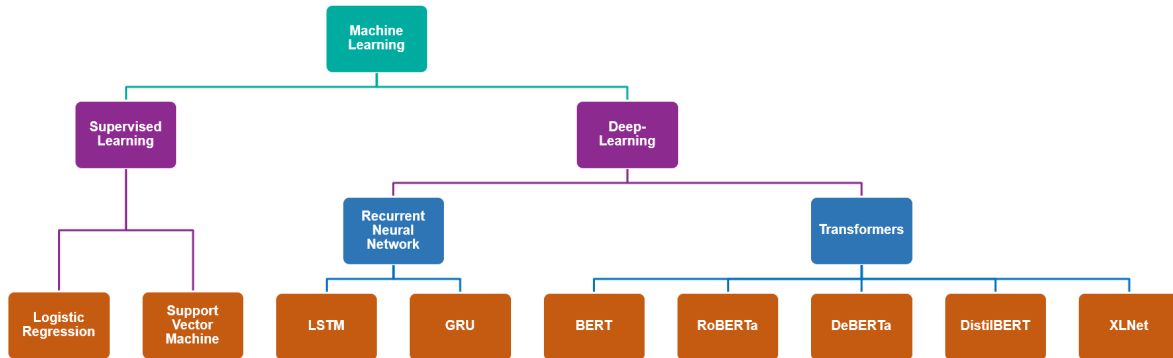 Machine
Learning
Supervised
Learning
Deep-
Learning
Recurrent
Neural
Network
Transformers
Logistic
Regression
Support
Vector
Machine
LSTM
GRU
BERT
RoBERTa
DeBERTa
DistilBERT
XLNet